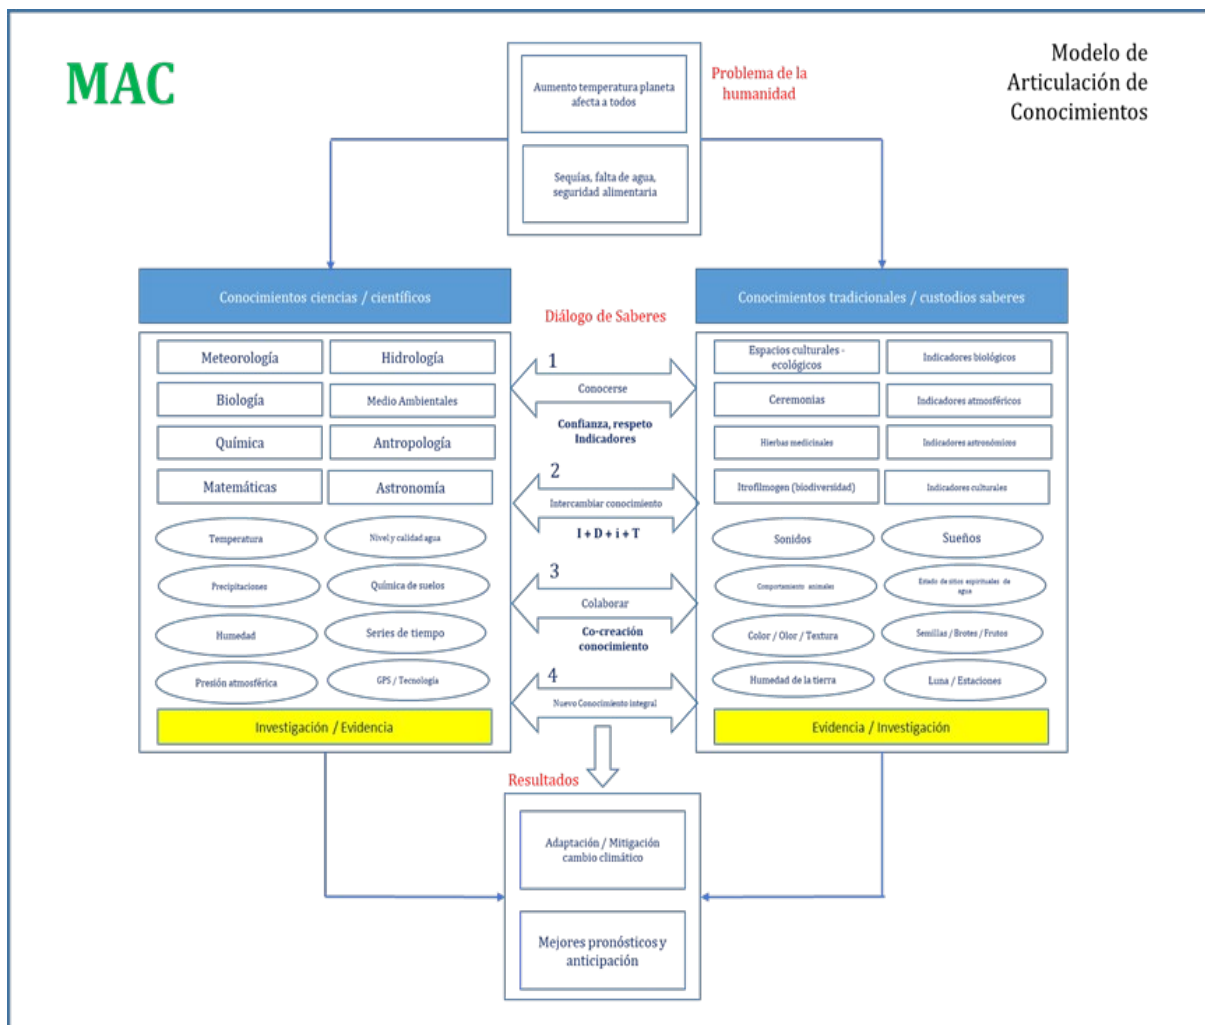 MAC
Modelo de
Articulación de
Conocimientos
Problema de la
humanidad
Aumento temperatura planeta
afecta a todos
Sequías, falta de agua,
seguridad alimentaria
Conocimientos ciencias / científicos
Meteorología
Hidrología
Biología
Medio Ambientales
Química
Antropología
Matemáticas
Astronomía
Temperatura
Nivel y calidad agua
Precipitaciones
Química de suelos
Humedad
Series de tiempo
Presión atmosférica
GPS / Tecnología
Investigación / Evidencia
Diálogo de Saberes
1
Conocerse
Confianza, respeto
Indicadores
2
Intercambiar conocimiento
I + D + i + T
3
Colaborar
Co-creación
conocimiento
4
Nuevo Conocimiento integral
Conocimientos tradicionales / custodios saberes
Espacios culturales -
ecológicos
Indicadores biológicos
Ceremonias
Indicadores atmosféricos
Hierbas medicinales
Indicadores astronómicos
Itrofilmogen (biodiversidad)
Indicadores culturales
Sonidos
Sueños
Comportamiento animales
Estado de sitios espirituales de
agua
Color / Olor / Textura
Semillas / Brotes / Frutos
Humedad de la tierra
Luna / Estaciones
Evidencia / Investigación
Resultados
Adaptación / Mitigación
cambio climático
Mejores pronósticos y
anticipación